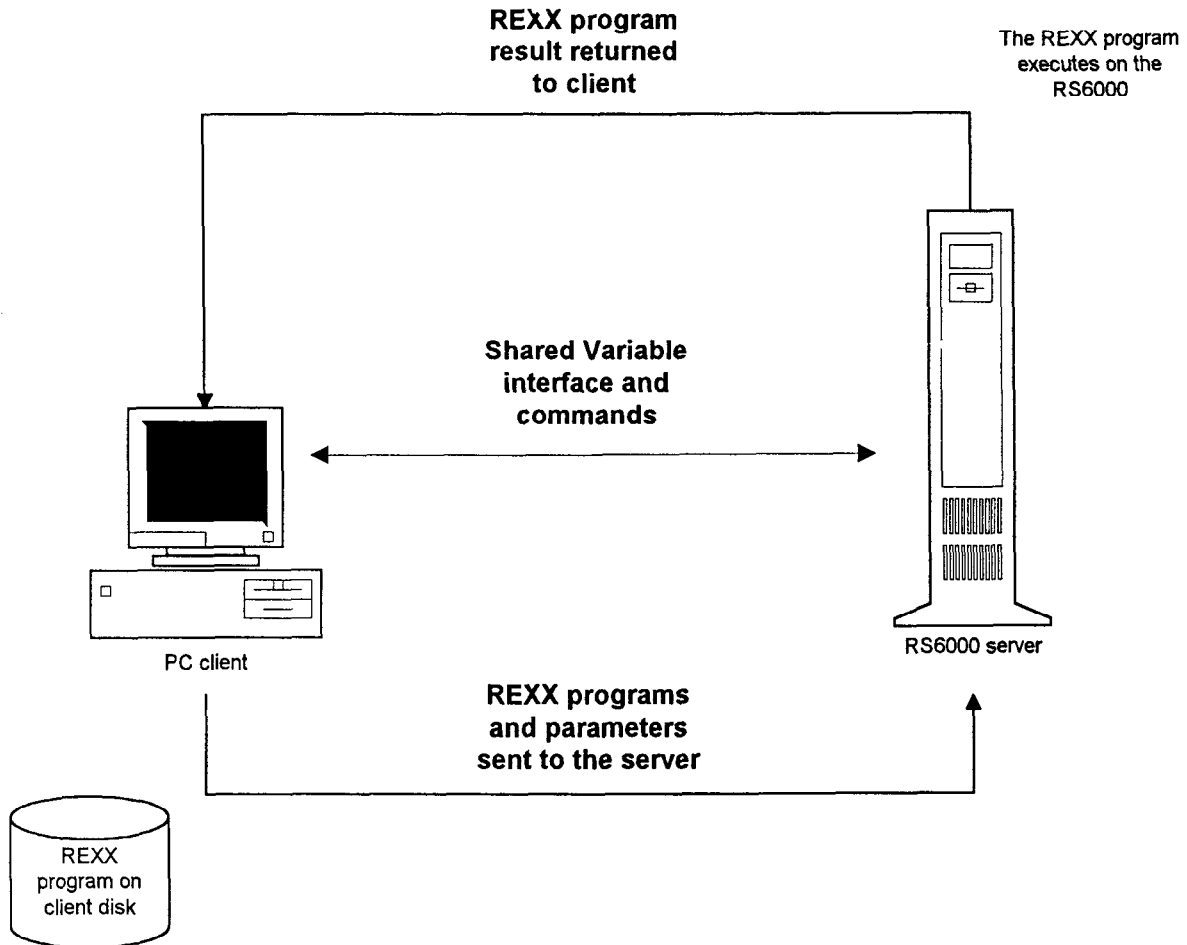 REXX program
result returned
to client
The REXX program
executes on the
RS6000
Shared Variable
interface and
commands
PC client
RS6000 server
REXX programs
and parameters
sent to the server
REXX
program on
client disk